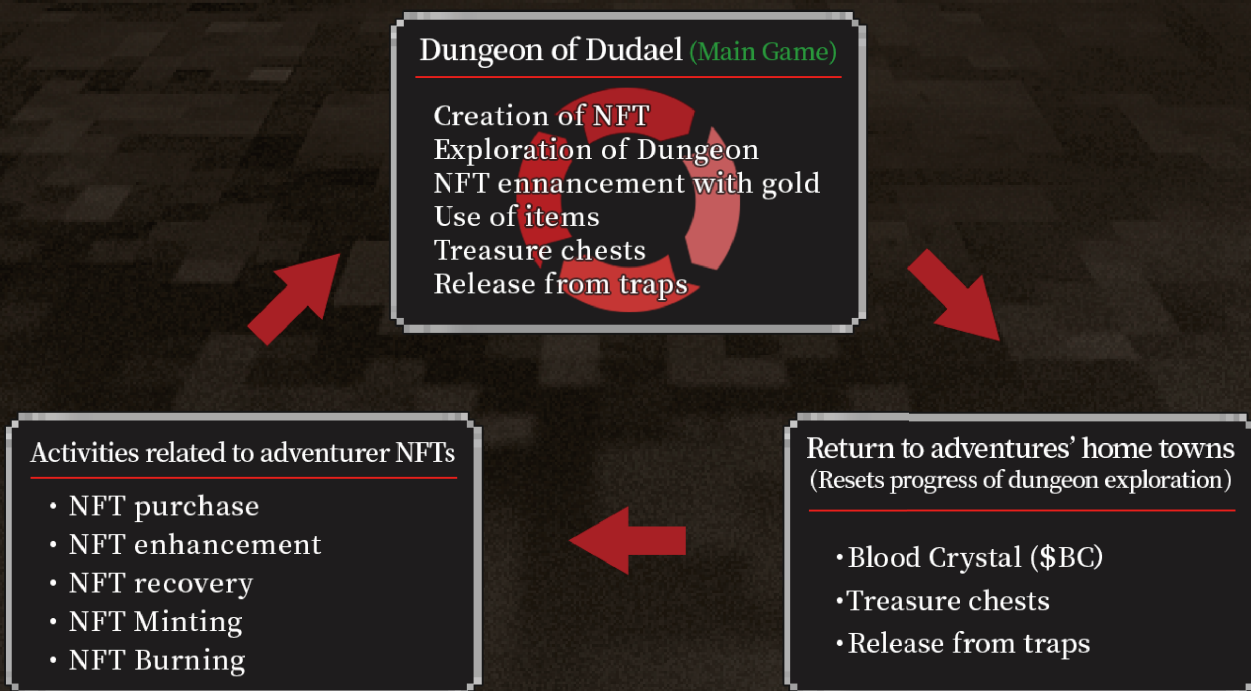 Dungeon of Dudael (Main Game)
Creation of NFT
Exploration of Dungeon
NFT ennancement with gold
Use of items
Treasure chests
Release from traps
Activities related to adventurer NFTs
• NFT purchase
• NFT enhancement
• NFT recovery
• NFT Minting
• NFT Burning
Return to adventures’ home towns
(Resets progress of dungeon exploration)
•Blood Crystal ($BC)
•Treasure chests
•Release from traps